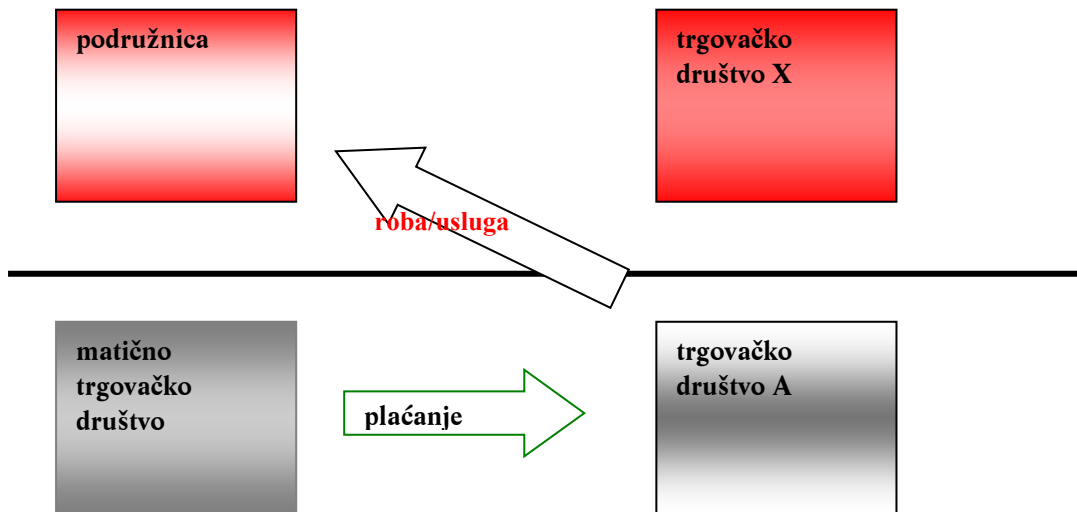 podružnica
trgovačko
društvo X
roba/usluga
matično
trgovačko
društvo
plaćanje
trgovačko
društvo A